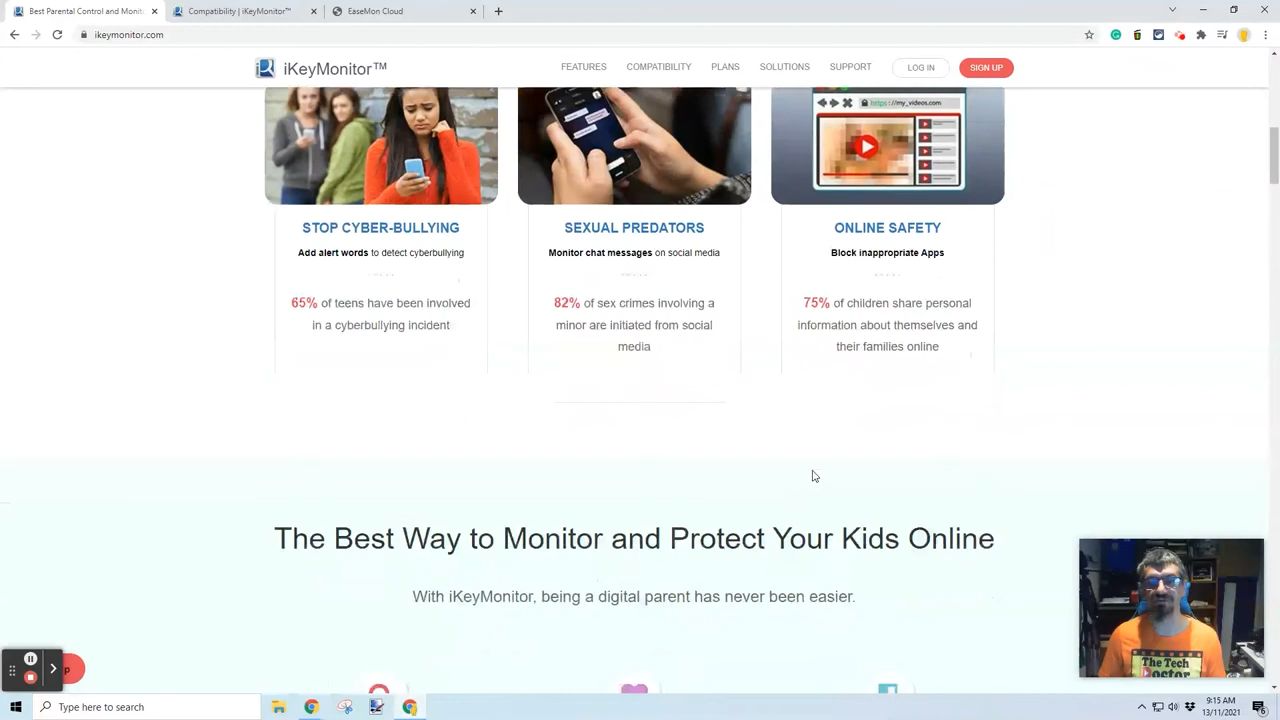 Best Parental Control and Monito
Compatibility | iKeyMonitor™
EaseMon Cloud
ikeymonitor.com
iKeyMonitor™
FEATURES
COMPATIBILITY
PLANS
SOLUTIONS
SUPPORT
LOG IN
SIGN UP
https://my_videos.com
STOP CYBER-BULLYING
SEXUAL PREDATORS
ONLINE SAFETY
Add alert words to detect cyberbullying
Monitor chat messages on social media
Block inappropriate Apps
65% of teens have been involved
in a cyberbullying incident
82% of sex crimes involving a
minor are initiated from social
media
75% of children share personal
information about themselves and
their families online
The Best Way to Monitor and Protect Your Kids Online
With iKeyMonitor, being a digital parent has never been easier.
p
The Tech
Doctor
Type here to search
9:15 AM
13/11/2021
6